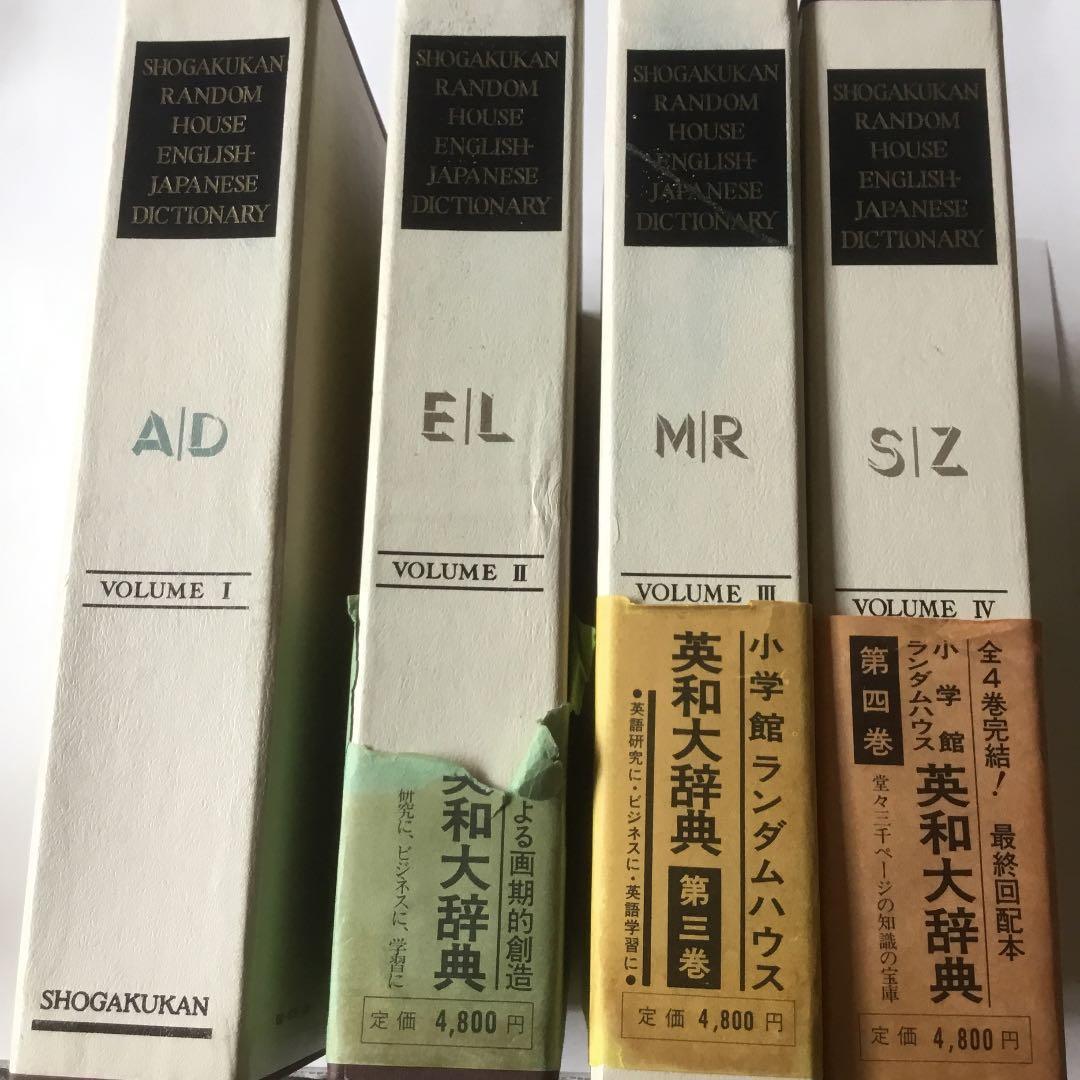 SHOGAKUKAN
RANDOM
HOUSE
ENGLISH-
JAPANESE
DICTIONARY
A|D
VOLUME I
SHOGAKUKAN
SHOGAKUKAN
RANDOM
HOUSE
ENGLISH-
JAPANESE
DICTIONARY
E|L
VOLUME II
よる画期的創造
英和大辞典
研究に、ビジネスに、学習に
定価 4,800円
SHOGAKUKAN
RANDOM
HOUSE
ENGLISH-
JAPANESE
DICTIONARY
M|R
VOLUME III
小学館ランダムハウス
英和大辞典 第三巻
●英語研究に・ビジネスに・英語学習に●
定価 4,800円
SHOGAKUKAN
RANDOM
HOUSE
ENGLISH-
JAPANESE
DICTIONARY
S|Z
VOLUME IV
全4巻完結! 最終回配本
小学館
ランダムハウス
英和大辞典
第四巻
堂々三千ページの知識の宝庫
定価 4,800円